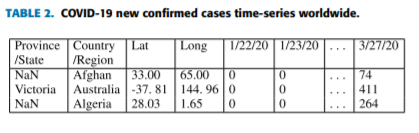 TABLE 2. COVID-19 new confirmed cases time-series worldwide.
Province /State Country /Region Lat Long 1/22/20 1/23/20 ... 3/27/20
NaN Afghan 33.00 65.00 0 0 ... 74
Victoria Australia -37. 81 144. 96 0 0 ... 411
NaN Algeria 28.03 1.65 0 0 ... 264